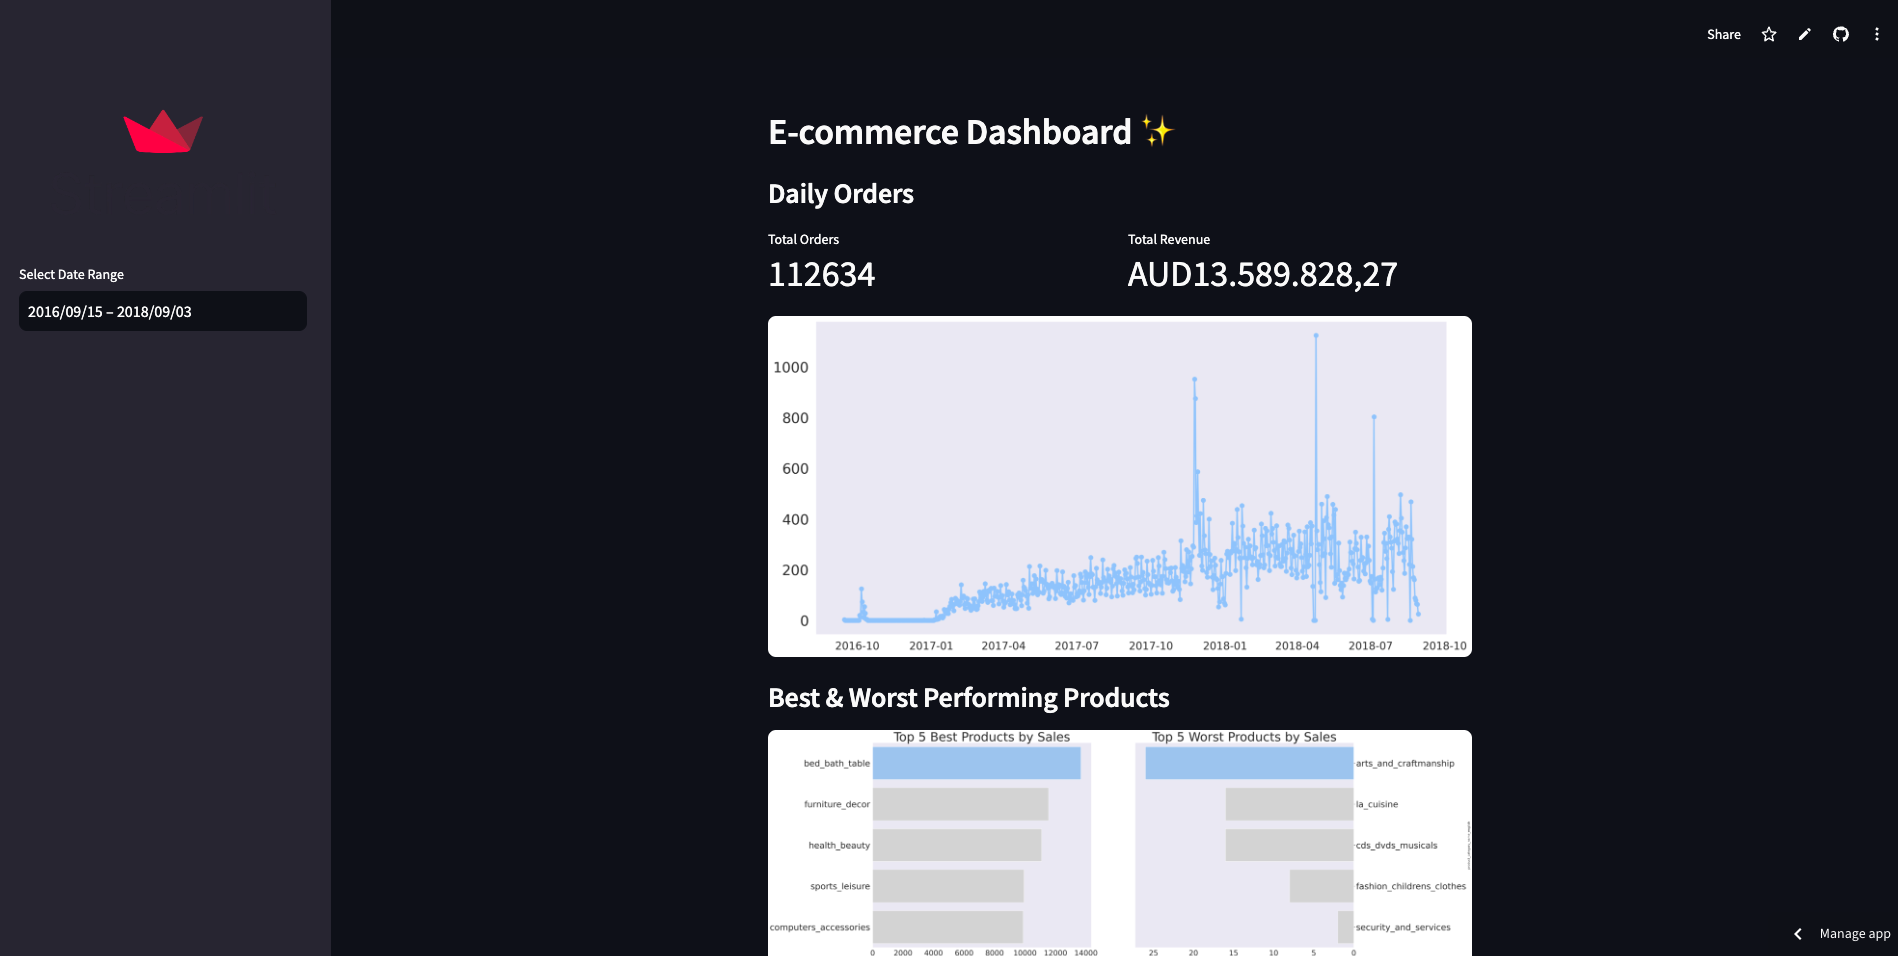 Share
Select Date Range
2016/09/15 – 2018/09/03
E-commerce Dashboard ✨
Daily Orders
Total Orders
112634
Total Revenue
AUD13.589.828,27
1000
800
600
400
200
0
2016-10 2017-01 2017-04 2017-07 2017-10 2018-01 2018-04 2018-07 2018-10
Best & Worst Performing Products
Top 5 Best Products by Sales
bed_bath_table
furniture_decor
health_beauty
sports_leisure
computers_accessories
0 2000 4000 6000 8000 10000 12000 14000
Top 5 Worst Products by Sales
arts_and_craftmanship
la_cuisine
cds_dvds_musicals
fashion_childrens_clothes
security_and_services
25 20 15 10 5 0
Manage app